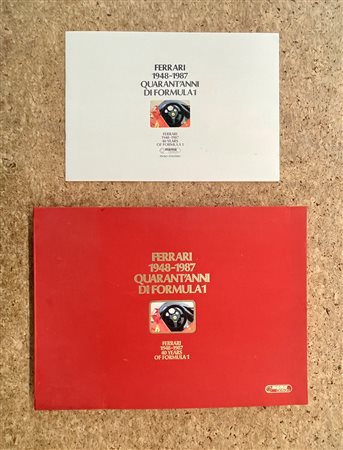 FERRARI
1948-1987
QUARANT'ANNI
DI FORMULA 1
FERRARI
1948-1987
40 YEARS
OF FORMULA 1
FERRARI
1948-1987
QUARANT'ANNI
DI FORMULA 1
FERRARI
1948-1987
40 YEARS
OF FORMULA 1
MOMO